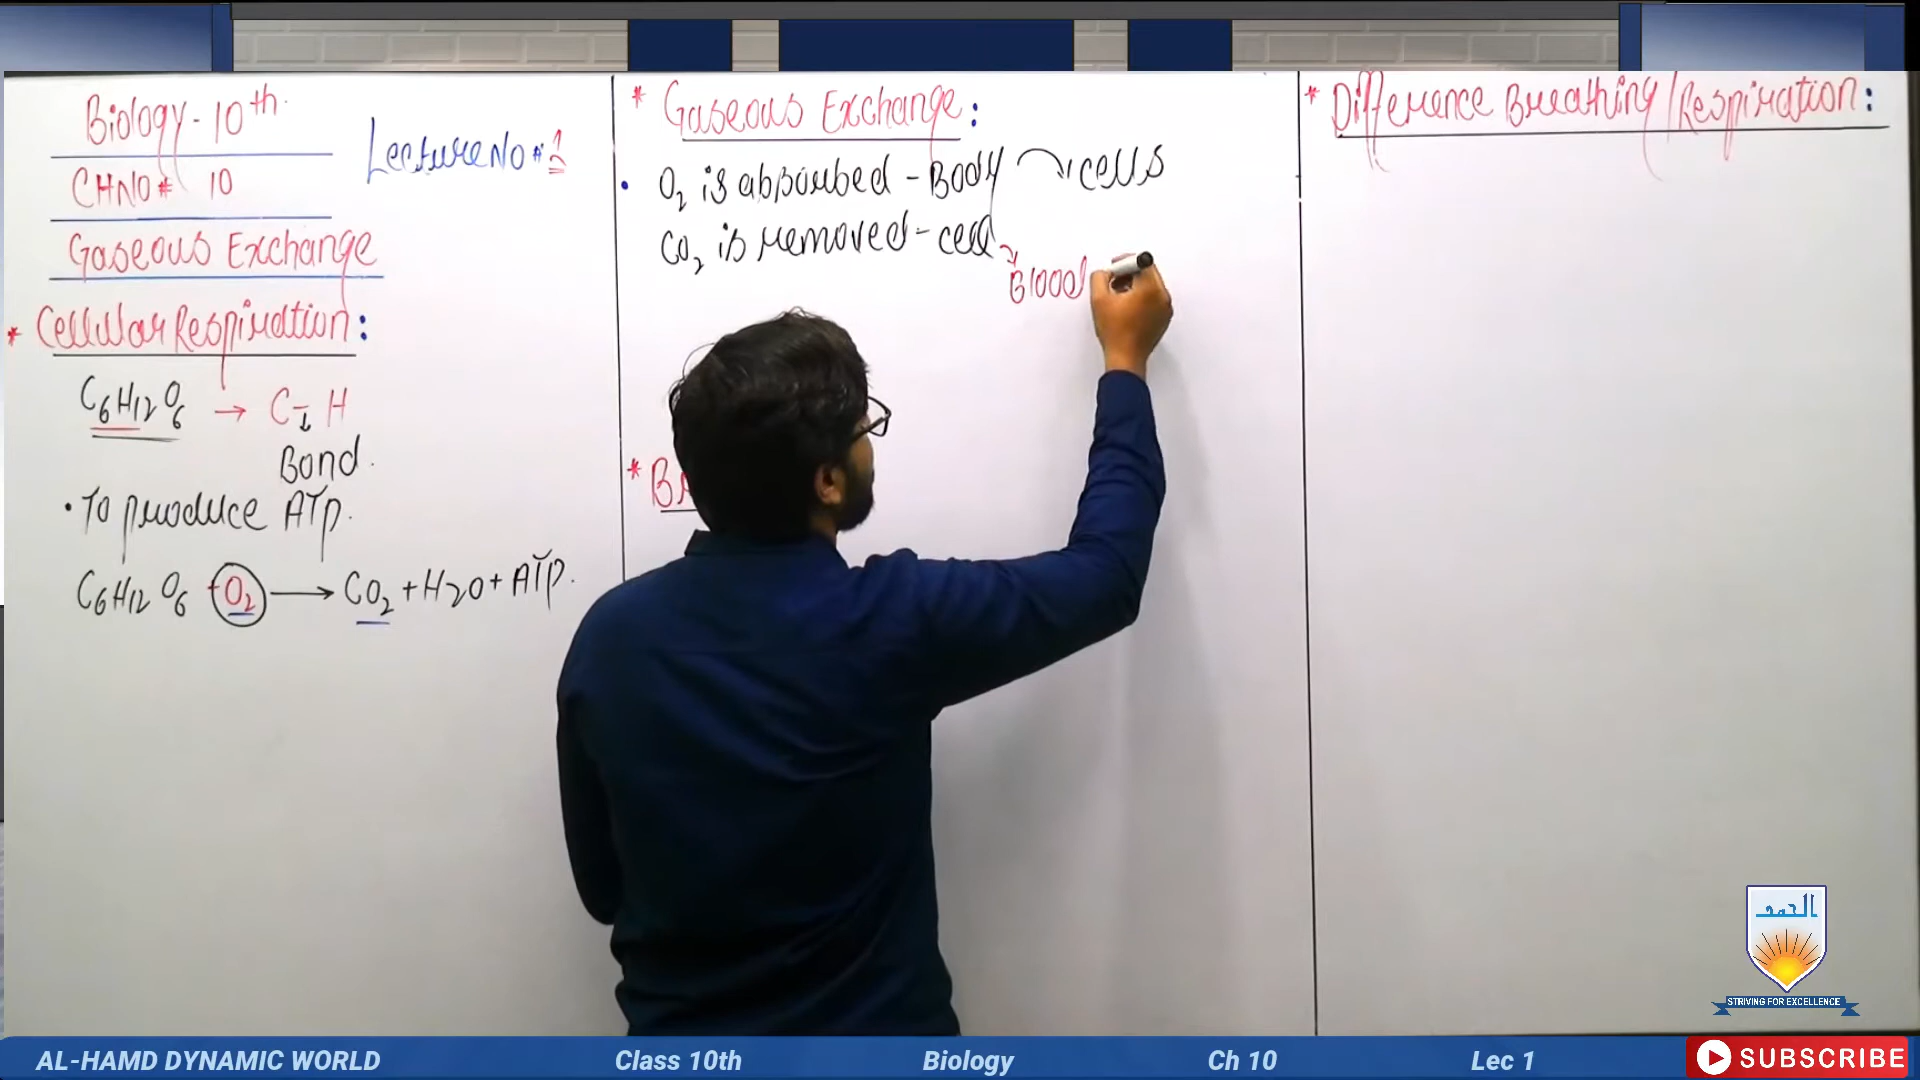 Biology - 10th
CHNO# 10
Lecture NO # 1
Gaseous Exchange
* Cellular Respiration:
C6H12O6 → C-H
Bond.
• To produce ATP.
C6H12O6 + O2 → CO2 + H2O + ATP.
* Gaseous Exchange:
• O2 is absorbed - Body cells
CO2 is removed - cell
Blood
* Difference Breathing / Respiration:
الحمد
STRIVING FOR EXCELLENCE
AL-HAMD DYNAMIC WORLD
Class 10th
Biology
Ch 10
Lec 1
SUBSCRIBE